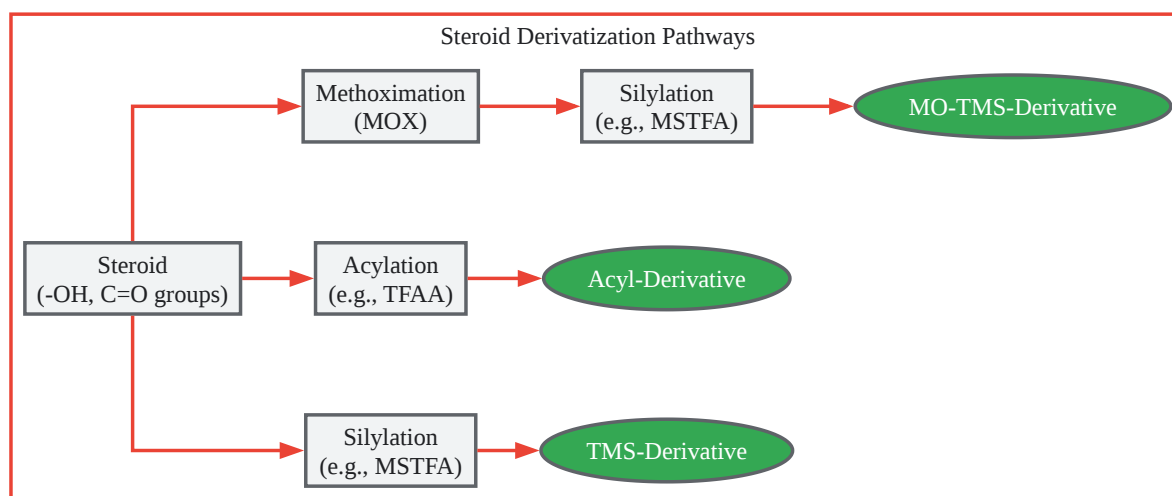 Steroid Derivatization Pathways
Methoximation
(MOX)
Silylation
(e.g., MSTFA)
MO-TMS-Derivative
Steroid
(-OH, C=O groups)
Acylation
(e.g., TFAA)
Acyl-Derivative
Silylation
(e.g., MSTFA)
TMS-Derivative